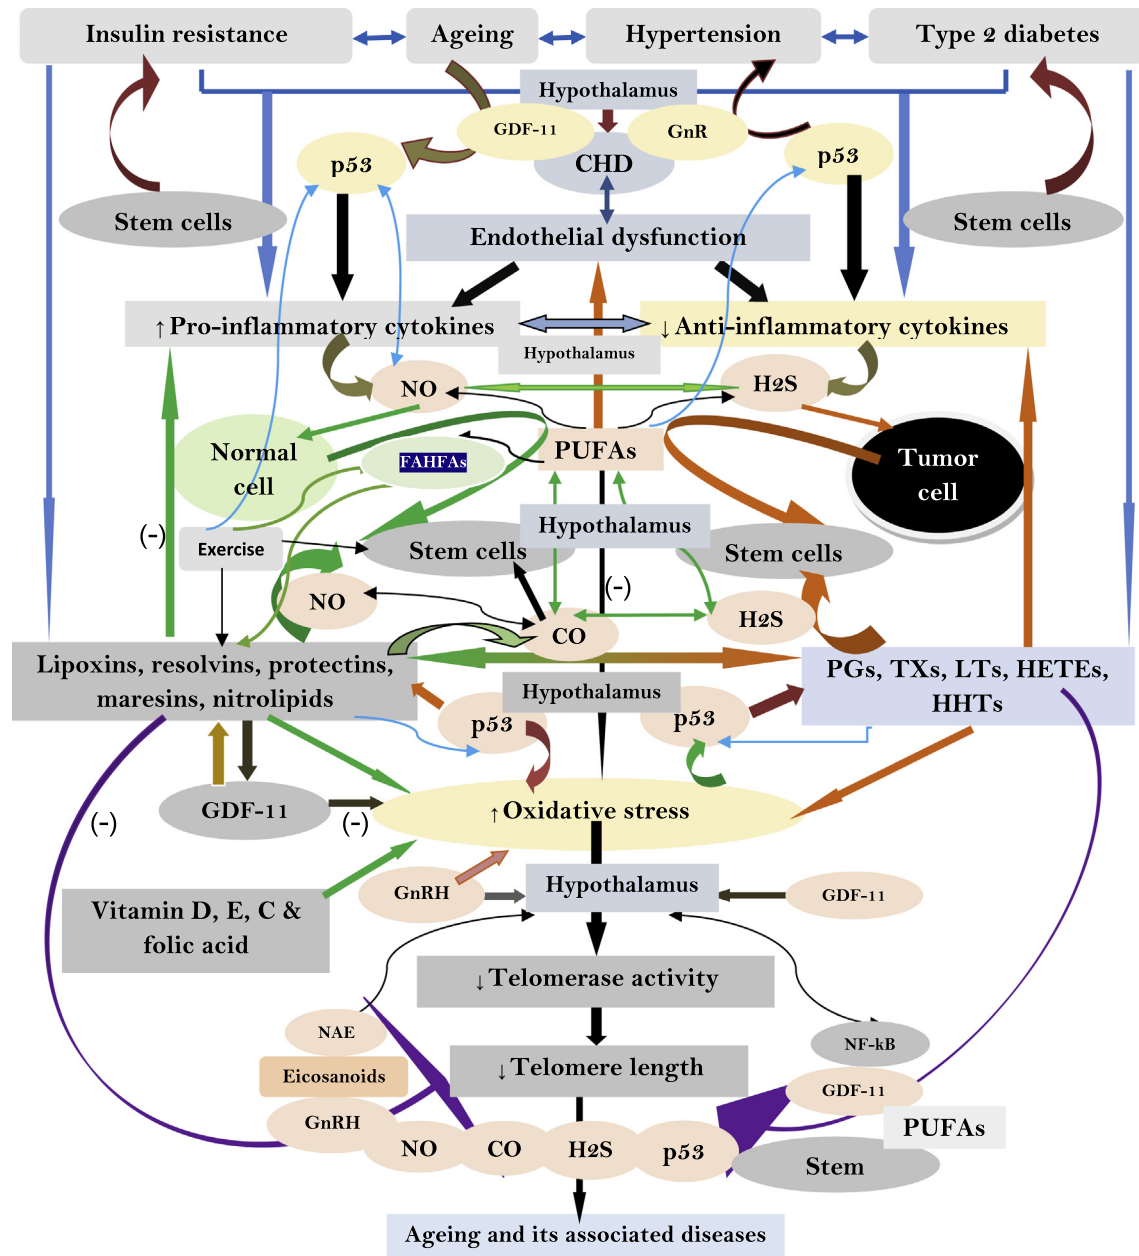 Insulin resistance
Ageing
Hypertension
Type 2 diabetes
Hypothalamus
GDF-11
GnR
p53
CHD
p53
Stem cells
Stem cells
Endothelial dysfunction
↑Pro-inflammatory cytokines
↓Anti-inflammatory cytokines
Hypothalamus
NO
H2S
Normal
cell
FAHFAs
PUFAs
Tumor
cell
Hypothalamus
(-)
Exercise
Stem cells
Stem cells
(-)
NO
CO
H2S
Lipoxins, resolvins, protectins,
maresins, nitrolipids
PGs, TXs, LTs, HETEs,
HHTs
Hypothalamus
p53
p53
GDF-11
(-)
(-)
↑Oxidative stress
GnRH
Hypothalamus
GDF-11
Vitamin D, E, C &
folic acid
↓Telomerase activity
NAE
NF-kB
Eicosanoids
↓Telomere length
GDF-11
GnRH
PUFAs
NO
CO
H2S
p53
Stem
Ageing and its associated diseases